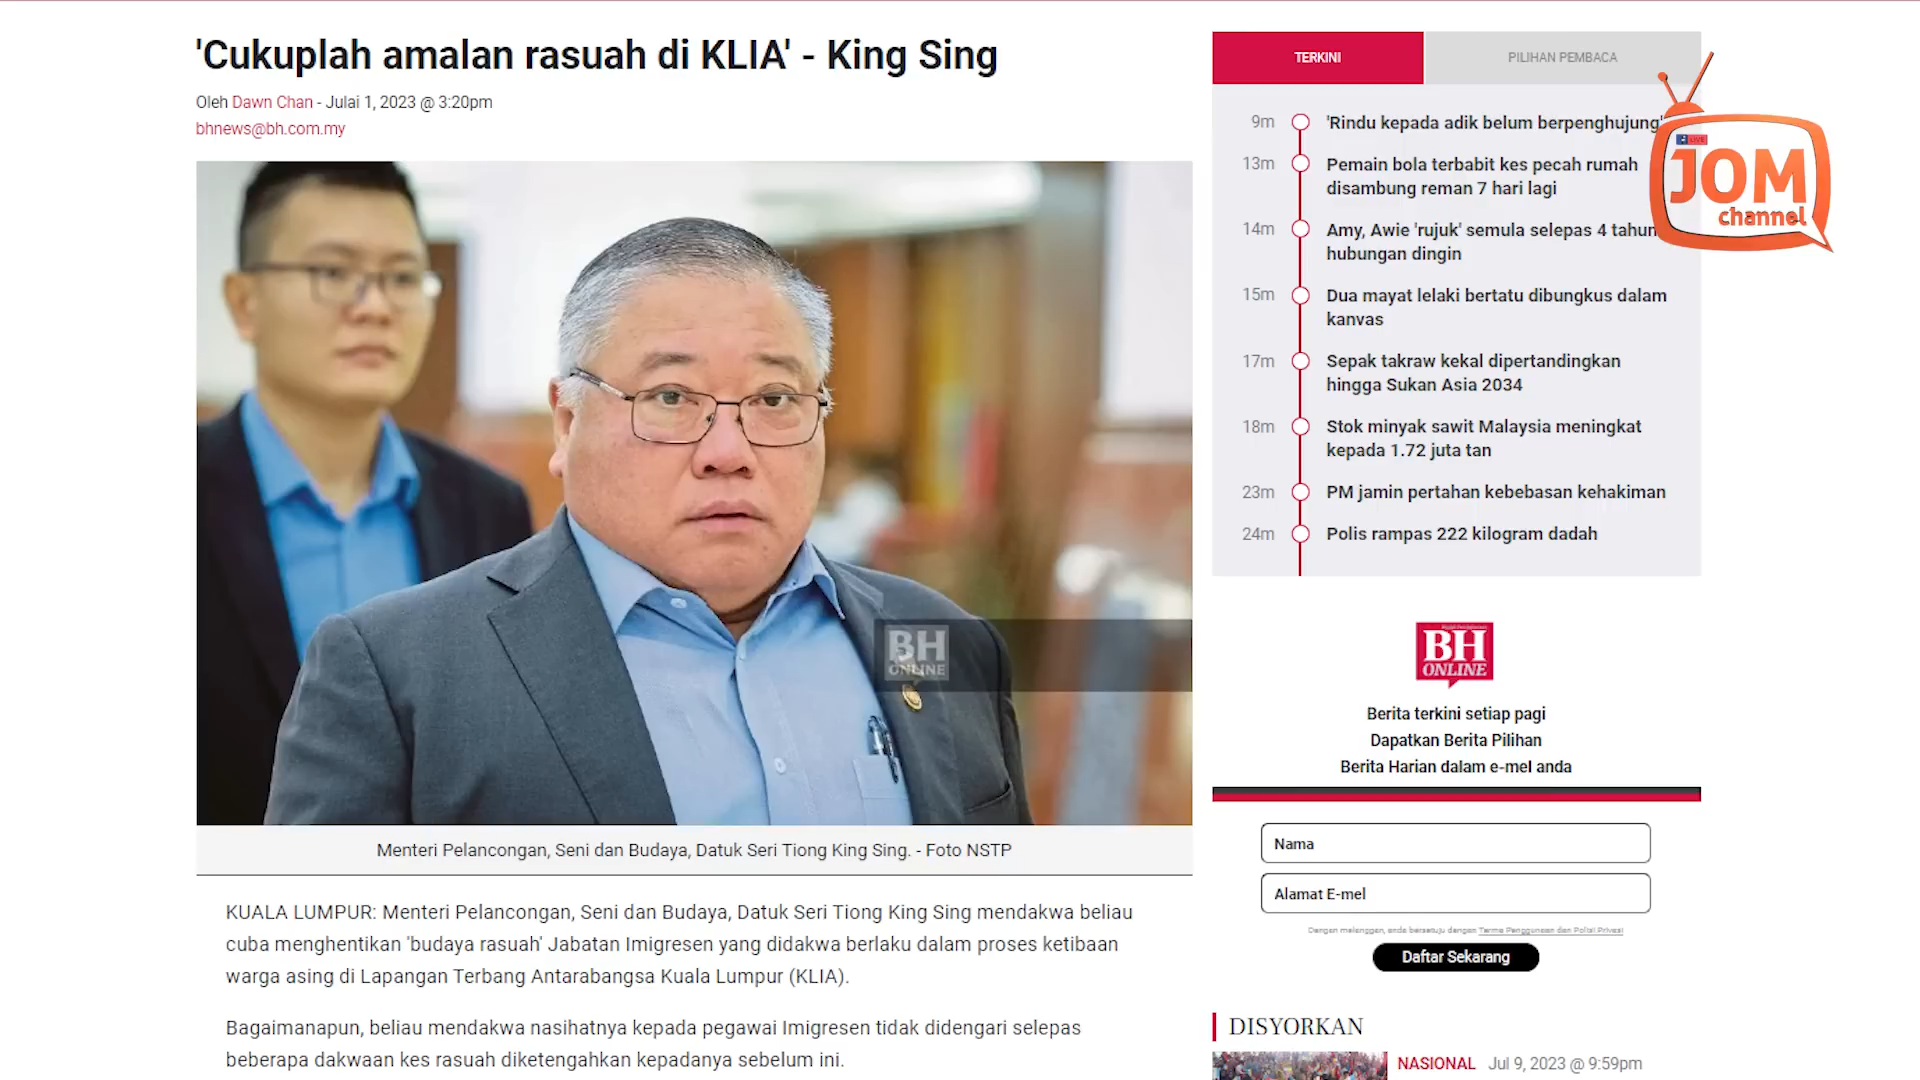 'Cukuplah amalan rasuah di KLIA' - King Sing
Oleh Dawn Chan - Julai 1, 2023 @ 3:20pm
bhnews@bh.com.my
BH
ONLINE
Menteri Pelancongan, Seni dan Budaya, Datuk Seri Tiong King Sing. - Foto NSTP
KUALA LUMPUR: Menteri Pelancongan, Seni dan Budaya, Datuk Seri Tiong King Sing mendakwa beliau
cuba menghentikan 'budaya rasuah' Jabatan Imigresen yang didakwa berlaku dalam proses ketibaan
warga asing di Lapangan Terbang Antarabangsa Kuala Lumpur (KLIA).
Bagaimanapun, beliau mendakwa nasihatnya kepada pegawai Imigresen tidak didengari selepas
beberapa dakwaan kes rasuah diketengahkan kepadanya sebelum ini.
TERKINI
PILIHAN PEMBACA
LIVE
JOM
channel
9m
'Rindu kepada adik belum berpenghujung'
13m
Pemain bola terbabit kes pecah rumah
disambung reman 7 hari lagi
14m
Amy, Awie 'rujuk' semula selepas 4 tahun
hubungan dingin
15m
Dua mayat lelaki bertatu dibungkus dalam
kanvas
17m
Sepak takraw kekal dipertandingkan
hingga Sukan Asia 2034
18m
Stok minyak sawit Malaysia meningkat
kepada 1.72 juta tan
23m
PM jamin pertahan kebebasan kehakiman
24m
Polis rampas 222 kilogram dadah
BH
ONLINE
Berita terkini setiap pagi
Dapatkan Berita Pilihan
Berita Harian dalam e-mel anda
Nama
Alamat E-mel
Dengan melanggan, anda bersetuju dengan Terma Penggunaan dan Polisi Privasi
Daftar Sekarang
DISYORKAN
NASIONAL Jul 9, 2023 @ 9:59pm